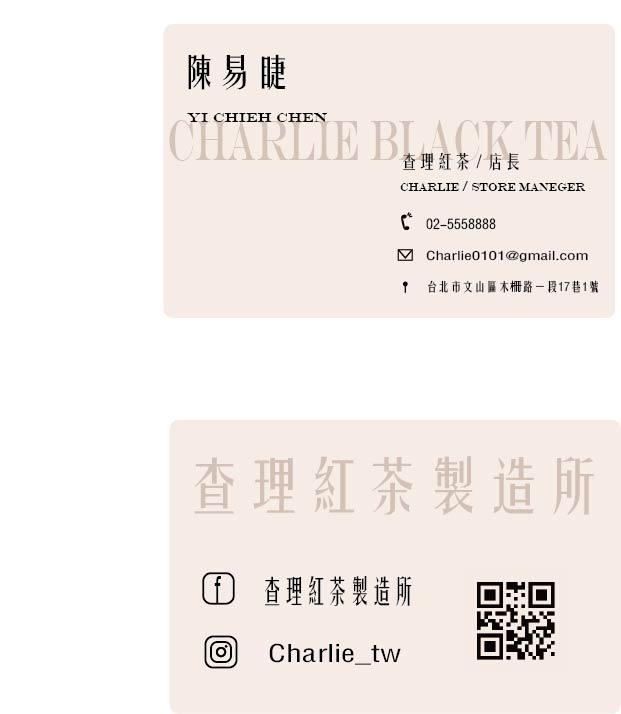 陳易睫
YI CHIEH CHEN
CHARLIE BLACK TEA
查理紅茶 / 店長
CHARLIE / STORE MANEGER
02-5558888
Charlie0101@gmail.com
台北市文山區木柵路一段17巷1號
查理紅茶製造所
查理紅茶製造所
Charlie_tw